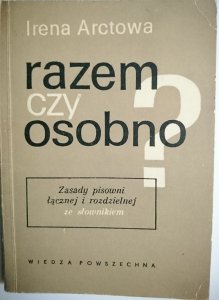 Irena Arctowa
razem
czy
osobno
?
Zasady pisowni
łącznej i rozdzielnej
ze słownikiem
WIEDZA POWSZECHNA